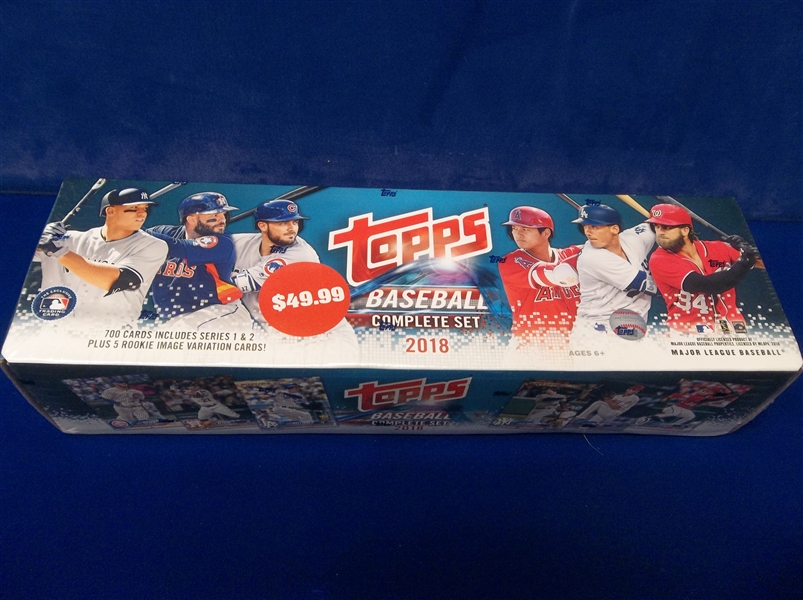 topps
BASEBALL
COMPLETE SET
2018
$49.99
700 CARDS INCLUDES SERIES 1 & 2
PLUS 5 ROOKIE IMAGE VARIATION CARDS!
AGES 6+
MAJOR LEAGUE BASEBALL®
34
topps
BASEBALL
COMPLETE SET
2018